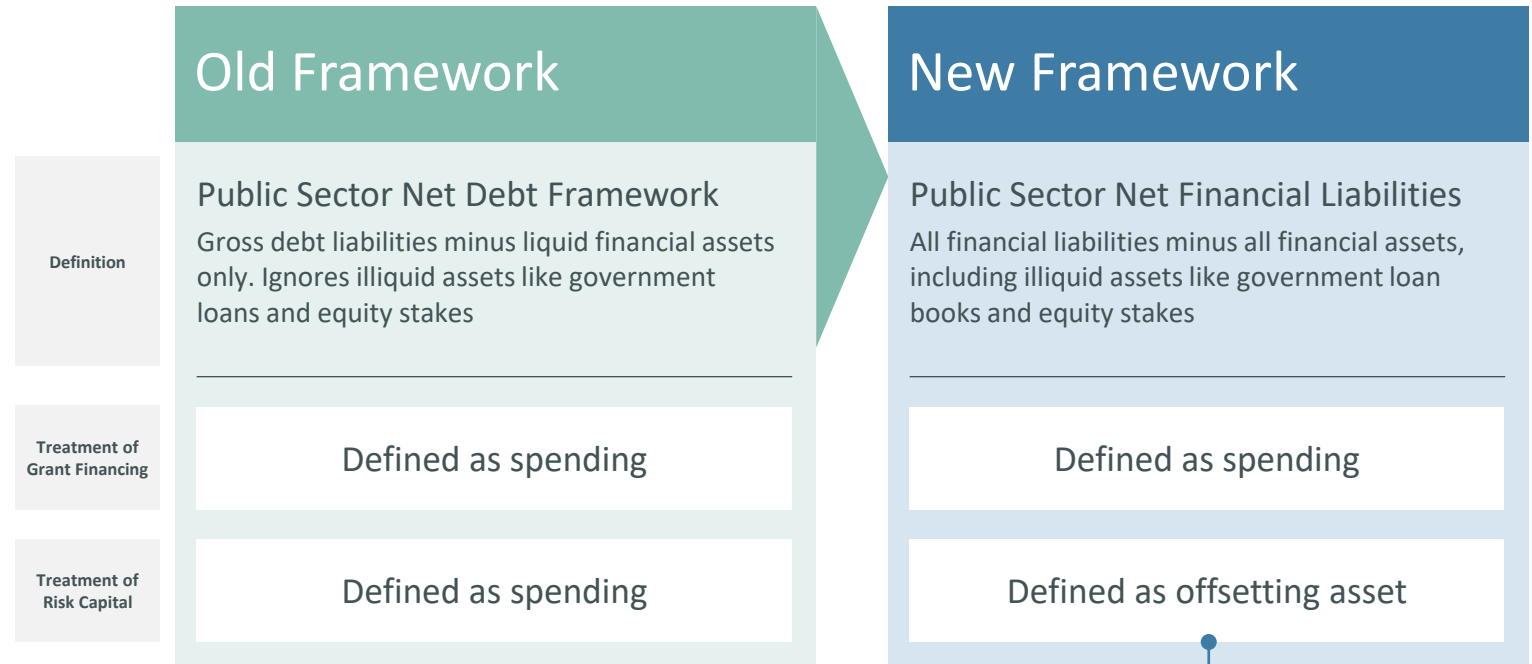 Old Framework
New Framework
Definition
Public Sector Net Debt Framework
Gross debt liabilities minus liquid financial assets
only. Ignores illiquid assets like government
loans and equity stakes
Public Sector Net Financial Liabilities
All financial liabilities minus all financial assets,
including illiquid assets like government loan
books and equity stakes
Treatment of
Grant Financing
Defined as spending
Defined as spending
Treatment of
Risk Capital
Defined as spending
Defined as offsetting asset